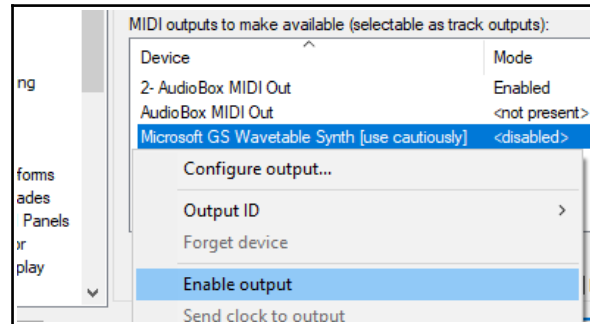 MIDI outputs to make available (selectable as track outputs):
Device Mode
ng
2- AudioBox MIDI Out Enabled
AudioBox MIDI Out <not present>
Microsoft GS Wavetable Synth [use cautiously] <disabled>
forms
Configure output...
ades
Panels
Output ID >
or
Forget device
play
Enable output
Send clock to output